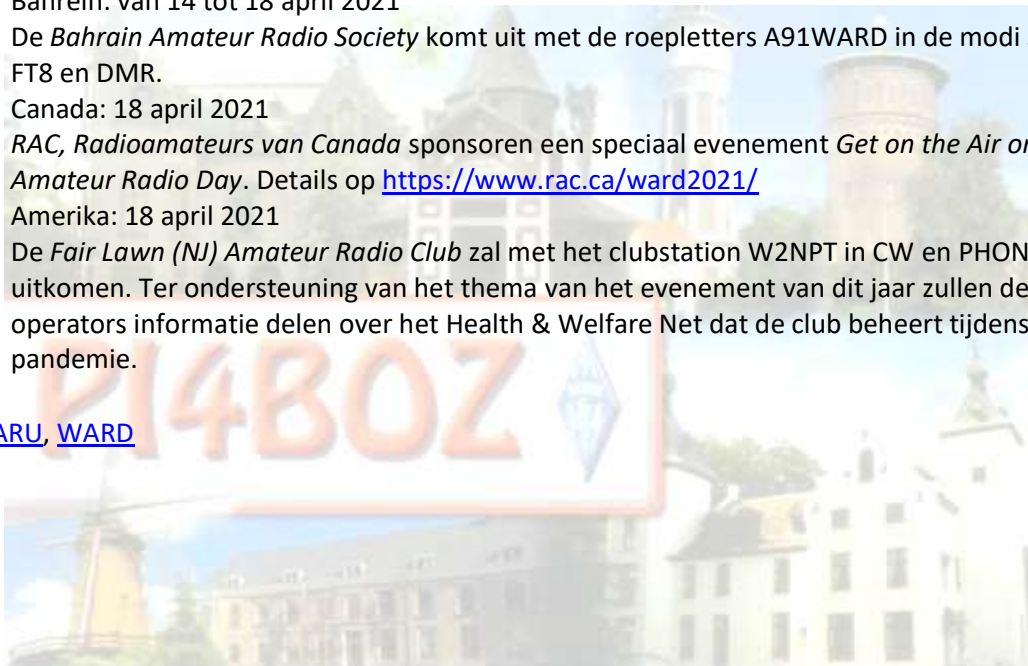 Bahrein: van 14 tot 18 april 2021
De Bahrain Amateur Radio Society komt uit met de roepletters A91WARD in de modi
FT8 en DMR.
Canada: 18 april 2021
RAC, Radioamateurs van Canada sponsoren een speciaal evenement Get on the Air
Amateur Radio Day. Details op https://www.rac.ca/ward2021/
Amerika: 18 april 2021
De Fair Lawn (NJ) Amateur Radio Club zal met het clubstation W2NPT in CW en PHON
uitkomen. Ter ondersteuning van het thema van het evenement van dit jaar zullen de
operators informatie delen over het Health & Welfare Net dat de club beheert tijdens
pandemie.
PI4BOZ
ARU, WARD